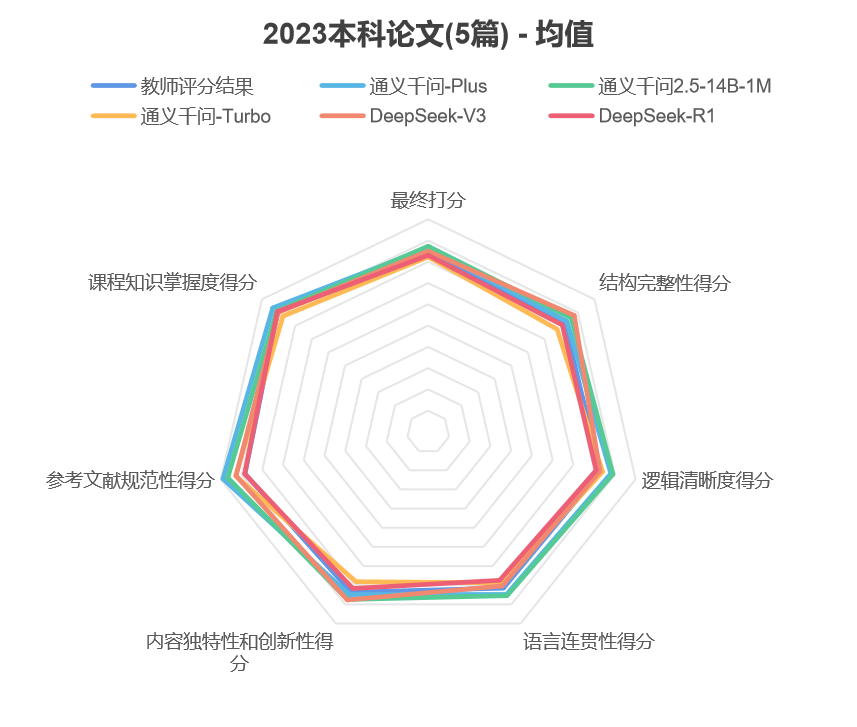 2023本科论文(5篇) - 均值
教师评分结果 通义千问-Plus 通义千问2.5-14B-1M
通义千问-Turbo DeepSeek-V3 DeepSeek-R1
最终打分
课程知识掌握度得分 结构完整性得分
参考文献规范性得分 逻辑清晰度得分
内容独特性和创新性得 语言连贯性得分
分